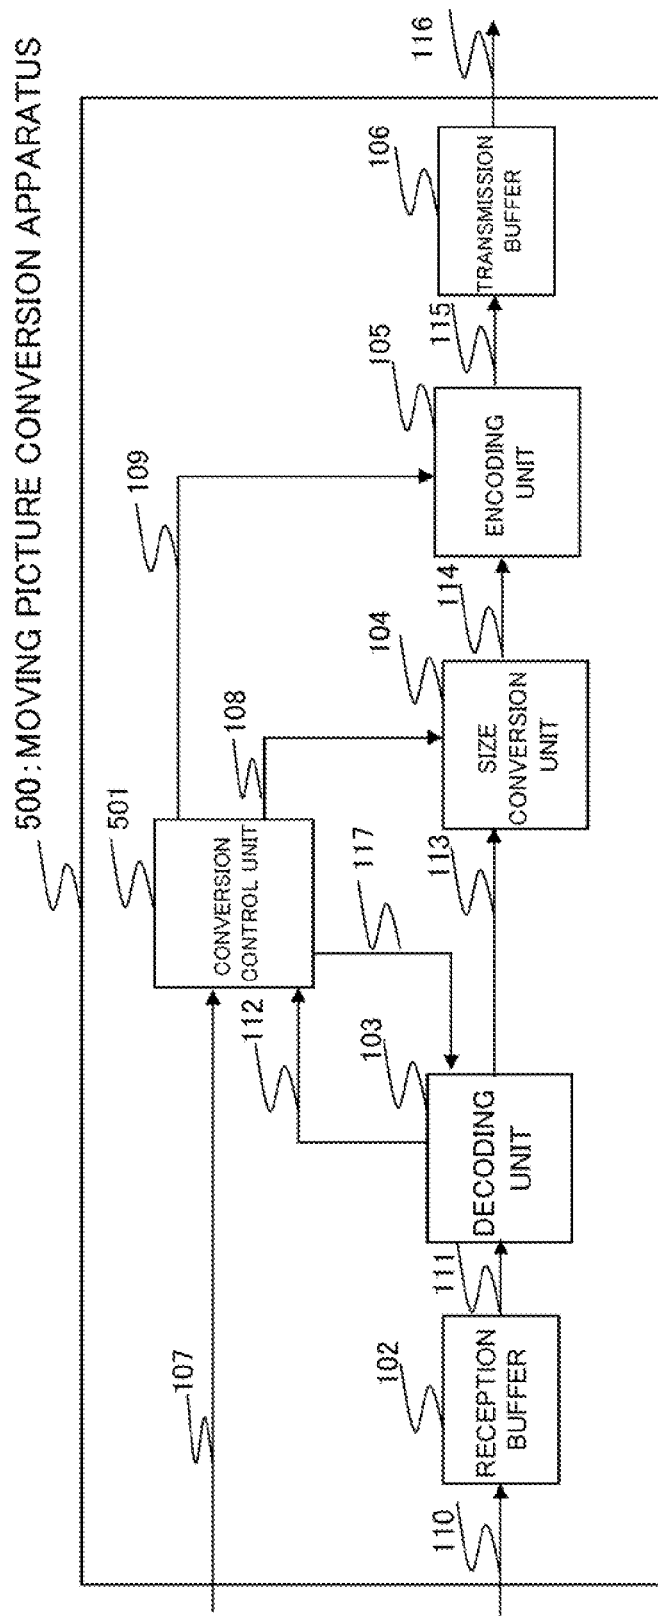 500: MOVING PICTURE CONVERSION APPARATUS
501
CONVERSION
CONTROL UNIT
109
108
117
112
107
110
102
RECEPTION
BUFFER
111
103
DECODING
UNIT
113
104
SIZE
CONVERSION
UNIT
114
105
ENCODING
UNIT
115
106
TRANSMISSION
BUFFER
116